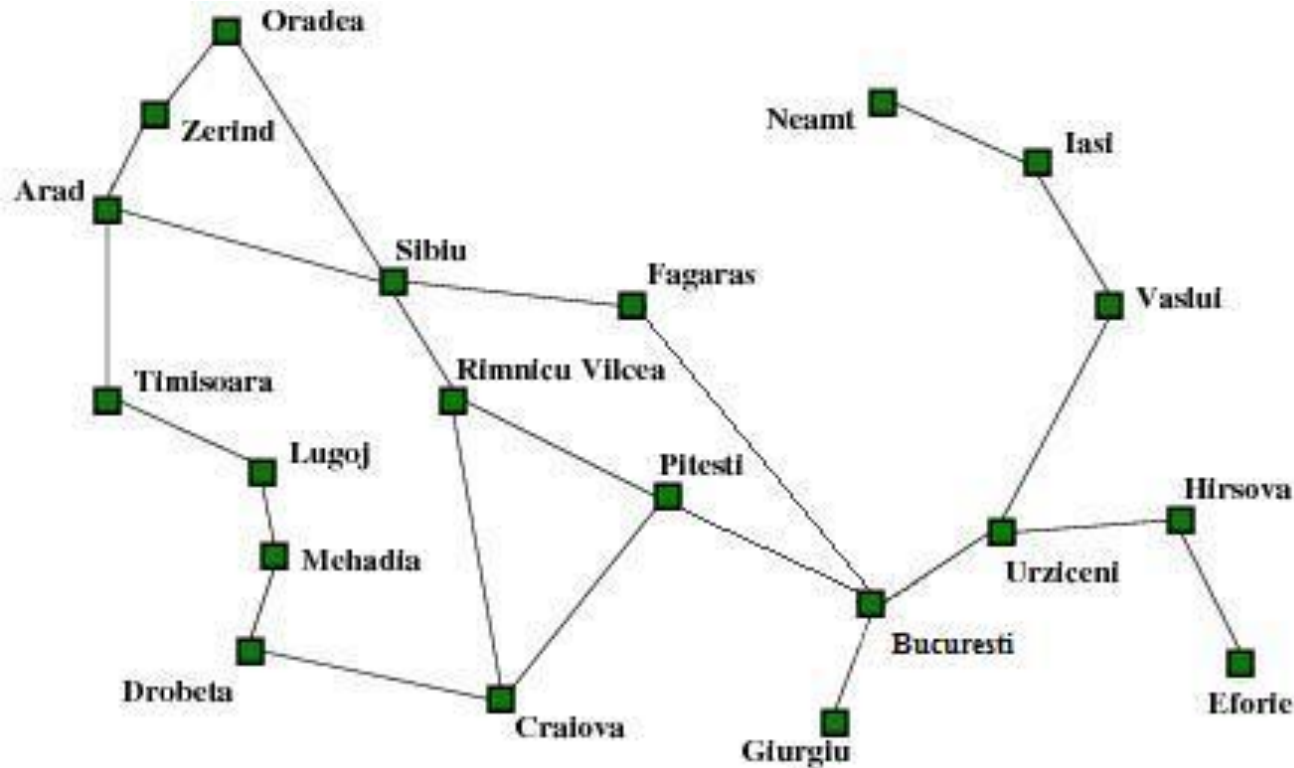 Oradea
Neamt
Zerind
Iasi
Arad
Sibiu
Fagaras
Vaslui
Rimnicu Vilcea
Timisoara
Lugoj
Pitesti
Hirsova
Mehadia
Urziceni
Bucuresti
Drobeta
Eforie
Craiova
Giurgiu